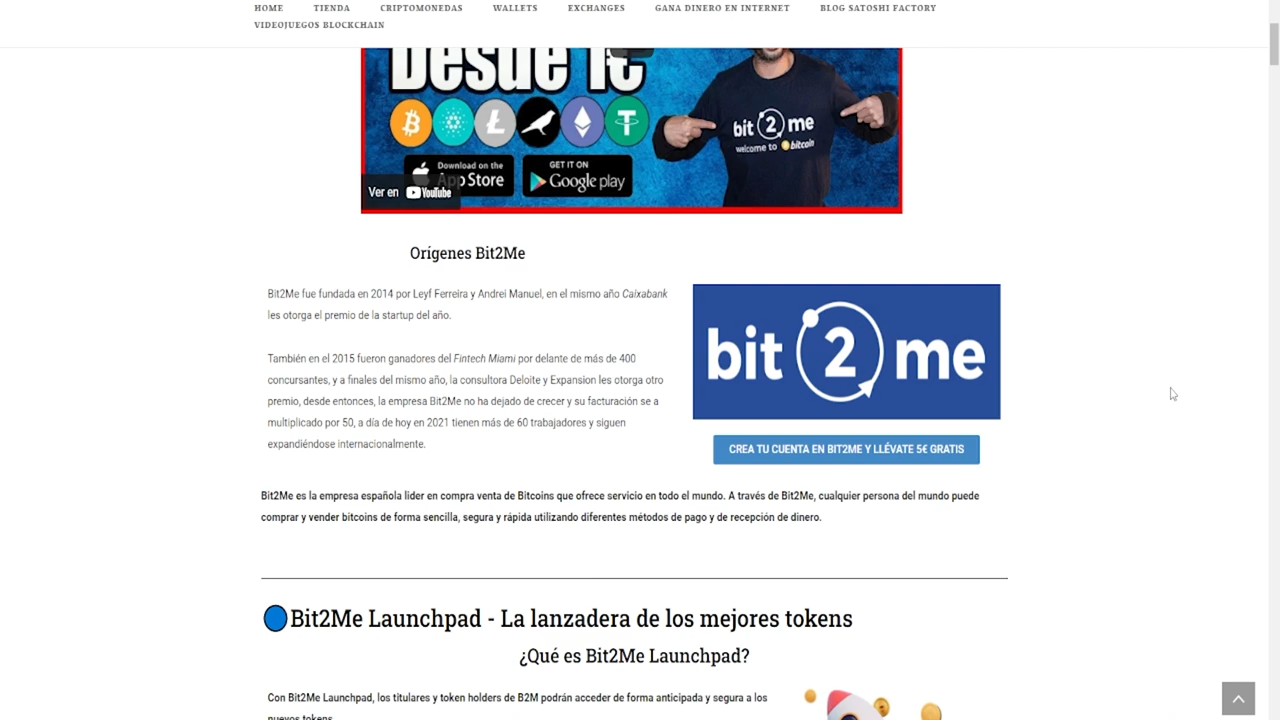 HOME TIENDA CRIPTOMONEDAS WALLETS EXCHANGES GANA DINERO EN INTERNET BLOG SATOSHI FACTORY
VIDEOJUEGOS BLOCKCHAIN
Desde 1€
bit 2 me
welcome to bitcoin
Download on the
App Store
GET IT ON
Google play
Ver en YouTube
Orígenes Bit2Me
Bit2Me fue fundada en 2014 por Leyf Ferreira y Andrei Manuel, en el mismo año Caixabank
les otorga el premio de la startup del año.
También en el 2015 fueron ganadores del Fintech Miami por delante de más de 400
concursantes, y a finales del mismo año, la consultora Deloite y Expansion les otorga otro
premio, desde entonces, la empresa Bit2Me no ha dejado de crecer y su facturación se a
multiplicado por 50, a día de hoy en 2021 tienen más de 60 trabajadores y siguen
expandiéndose internacionalmente.
bit 2 me
CREA TU CUENTA EN BIT2ME Y LLÉVATE 5€ GRATIS
Bit2Me es la empresa española lider en compra venta de Bitcoins que ofrece servicio en todo el mundo. A través de Bit2Me, cualquier persona del mundo puede
comprar y vender bitcoins de forma sencilla, segura y rápida utilizando diferentes métodos de pago y de recepción de dinero.
Bit2Me Launchpad - La lanzadera de los mejores tokens
¿Qué es Bit2Me Launchpad?
Con Bit2Me Launchpad, los titulares y token holders de B2M podrán acceder de forma anticipada y segura a los
nuevos tokens